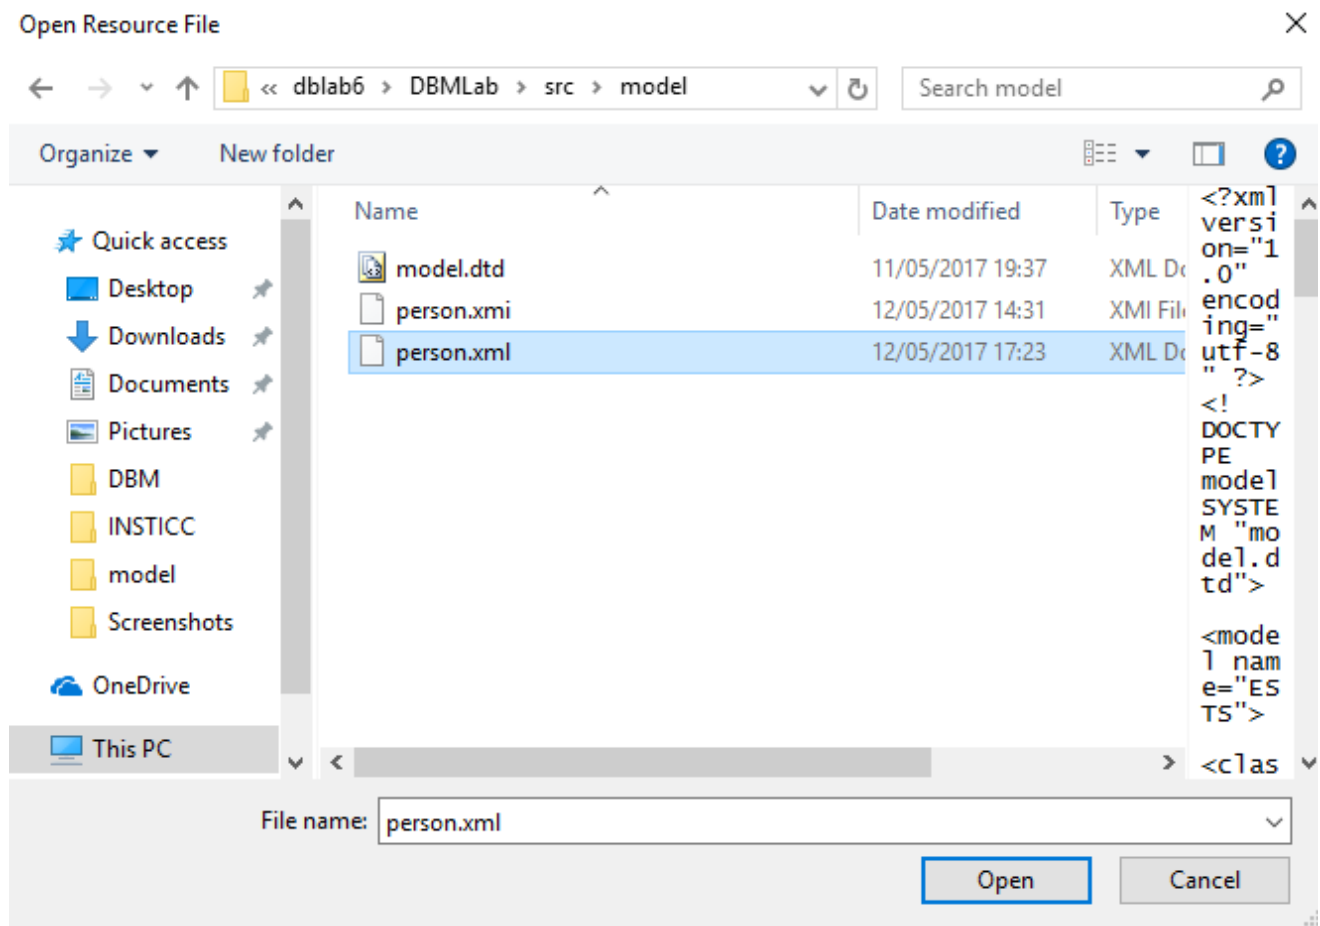 Open Resource File
« dblab6 > DBMLab > src > model
Search model
Organize
New folder
?
Quick access
Desktop
Downloads
Documents
Pictures
DBM
INSTICC
model
Screenshots
OneDrive
This PC
Name Date modified Type
model.dtd 11/05/2017 19:37 XML Do
person.xmi 12/05/2017 14:31 XMI File
person.xml 12/05/2017 17:23 XML Do
<?xml
versi
on="1
.0"
encod
ing="
utf-8
" ?>
<!
DOCTY
PE
model
SYSTE
M "mo
del.d
td">
<mode
l nam
e="ES
TS">
<clas
File name: person.xml
Open
Cancel